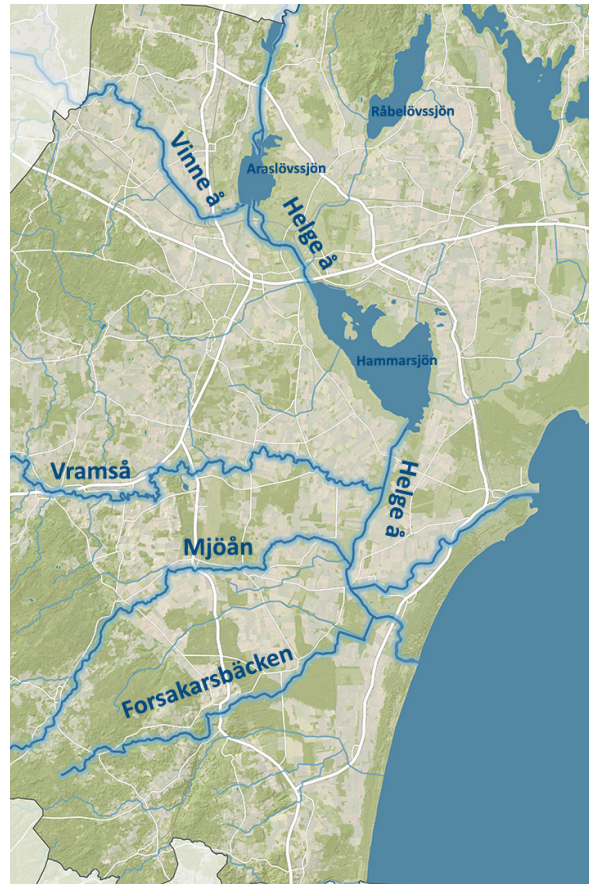 Råbelövssjön
Vinne å
Araslövssjön
Helge å
Hammarsjön
Vramså
Helge å
Mjöån
Forsakarsbäcken